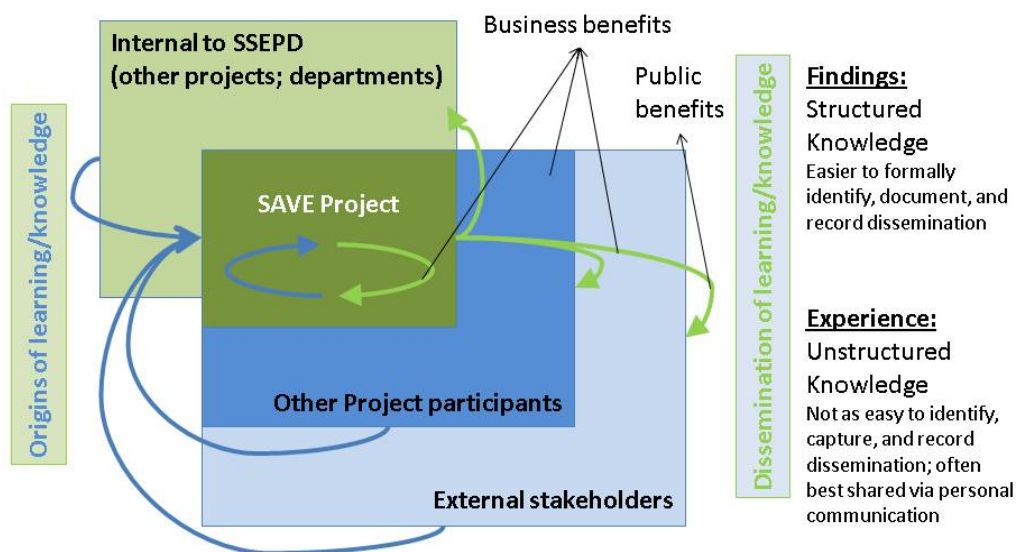 Internal to SSEPD
(other projects; departments)
Business benefits
Public
benefits
Origins of learning/knowledge
SAVE Project
Other Project participants
External stakeholders
Dissemination of learning/knowledge
Findings:
Structured
Knowledge
Easier to formally
identify, document, and
record dissemination
Experience:
Unstructured
Knowledge
Not as easy to identify,
capture, and record
dissemination; often
best shared via personal
communication